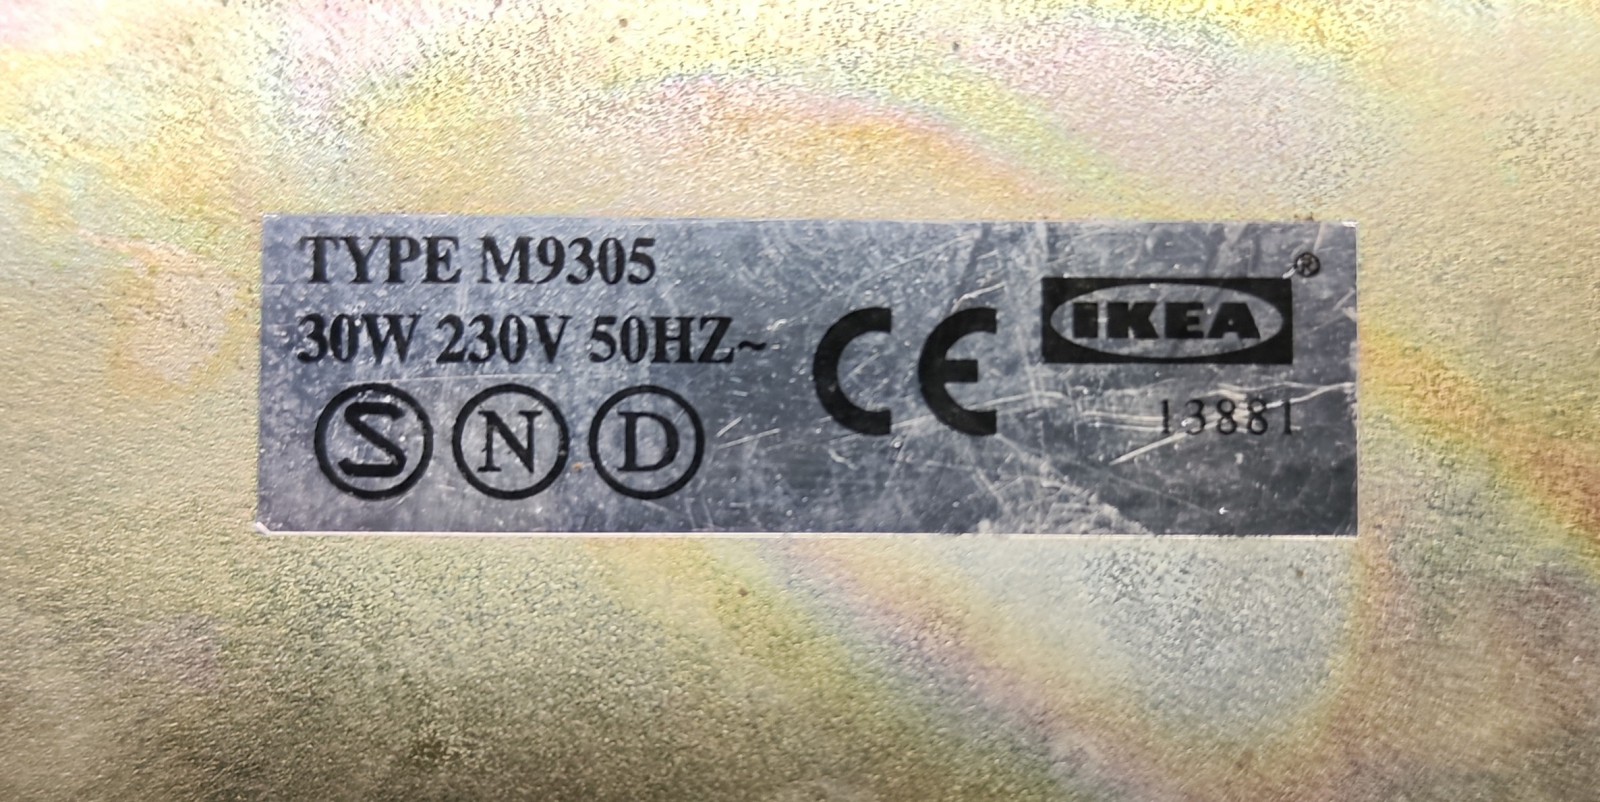 TYPE M9305
30W 230V 50HZ~
S N D
CE
IKEA®
13881